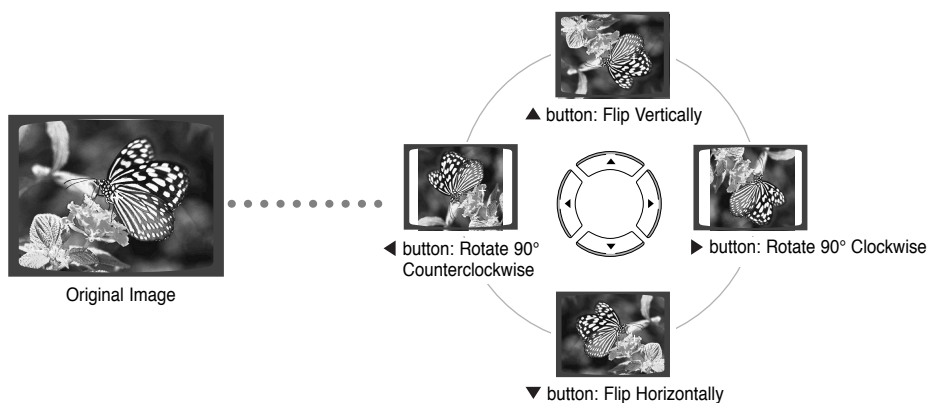 ▲ button: Flip Vertically
◀ button: Rotate 90°
Counterclockwise
▶ button: Rotate 90° Clockwise
Original Image
▼ button: Flip Horizontally